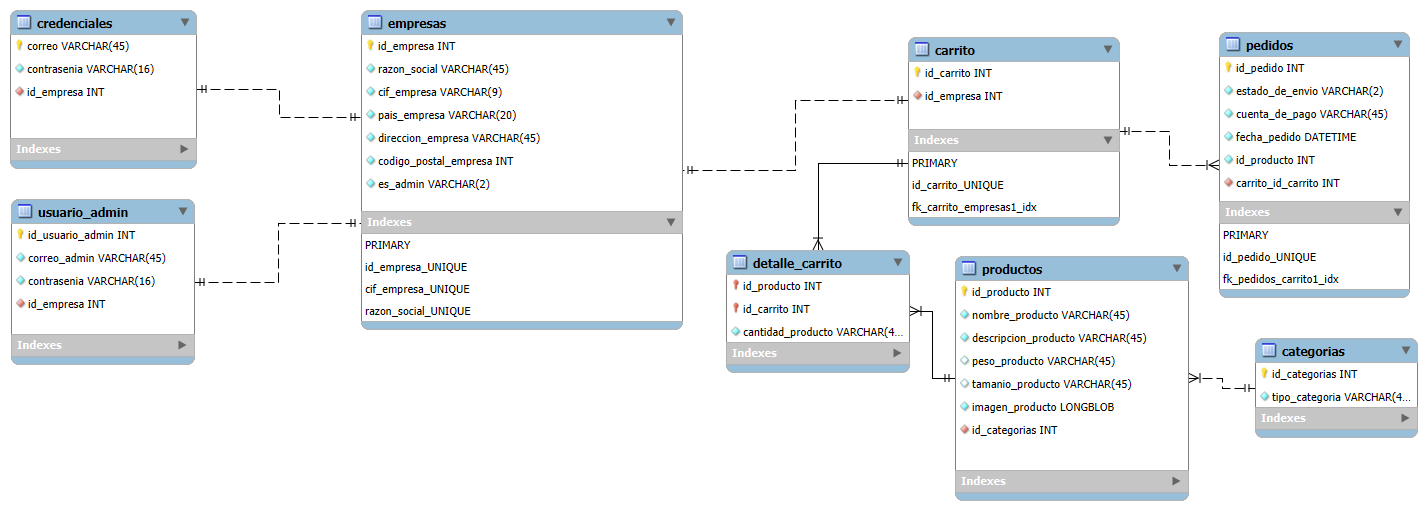 credenciales
correo VARCHAR(45)
contrasenia VARCHAR(16)
id_empresa INT
Indexes
usuario_admin
id_usuario_admin INT
correo_admin VARCHAR(45)
contrasenia VARCHAR(16)
id_empresa INT
Indexes
empresas
id_empresa INT
razon_social VARCHAR(45)
cif_empresa VARCHAR(9)
pais_empresa VARCHAR(20)
direccion_empresa VARCHAR(45)
codigo_postal_empresa INT
es_admin VARCHAR(2)
Indexes
PRIMARY
id_empresa_UNIQUE
cif_empresa_UNIQUE
razon_social_UNIQUE
carrito
id_carrito INT
id_empresa INT
Indexes
PRIMARY
id_carrito_UNIQUE
fk_carrito_empresas1_idx
detalle_carrito
id_producto INT
id_carrito INT
cantidad_producto VARCHAR(4...
Indexes
productos
id_producto INT
nombre_producto VARCHAR(45)
descripcion_producto VARCHAR(45)
peso_producto VARCHAR(45)
tamanio_producto VARCHAR(45)
imagen_producto LONGBLOB
id_categorias INT
Indexes
pedidos
id_pedido INT
estado_de_envio VARCHAR(2)
cuenta_de_pago VARCHAR(45)
fecha_pedido DATETIME
id_producto INT
carrito_id_carrito INT
Indexes
PRIMARY
id_pedido_UNIQUE
fk_pedidos_carrito1_idx
categorias
id_categorias INT
tipo_categoria VARCHAR(4...
Indexes